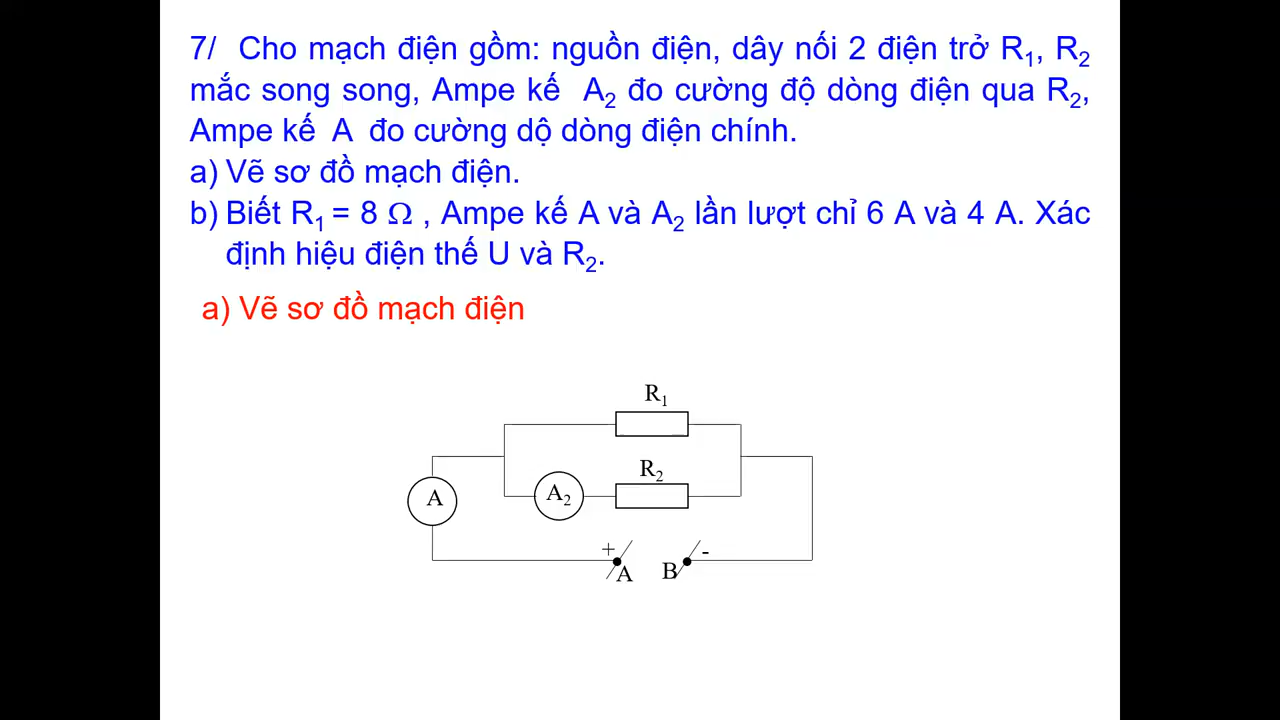 7/ Cho mạch điện gồm: nguồn điện, dây nối 2 điện trở R₁, R₂
mắc song song, Ampe kế A₂ đo cường độ dòng điện qua R₂,
Ampe kế A đo cường dộ dòng điện chính.
a) Vẽ sơ đồ mạch điện.
b) Biết R₁ = 8 Ω , Ampe kế A và A₂ lần lượt chỉ 6 A và 4 A. Xác
định hiệu điện thế U và R₂.
a) Vẽ sơ đồ mạch điện
R₁
R₂
A
A₂
+
-
A
B